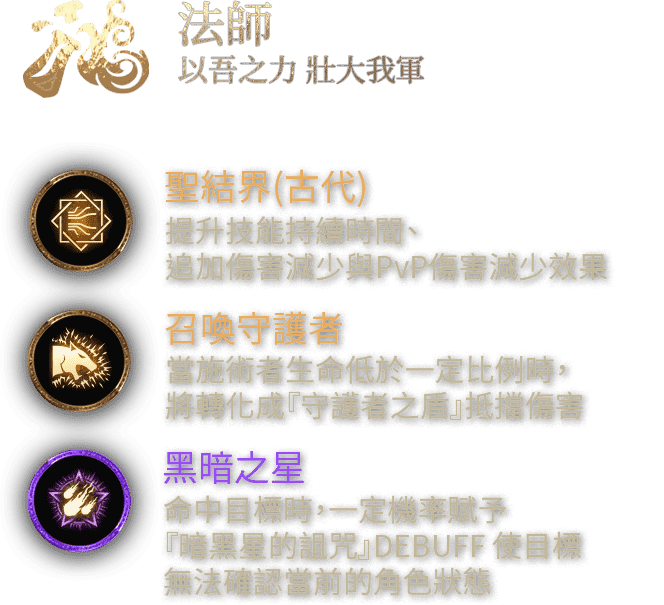 法師
以吾之力 壯大我軍
聖結界(古代)
提升技能持續時間、
追加傷害減少與PvP傷害減少效果
召喚守護者
當施術者生命低於一定比例時,
將轉化成『守護者之盾』抵擋傷害
黑暗之星
命中目標時,一定機率賦予
『暗黑星的詛咒』DEBUFF 使目標
無法確認當前的角色狀態